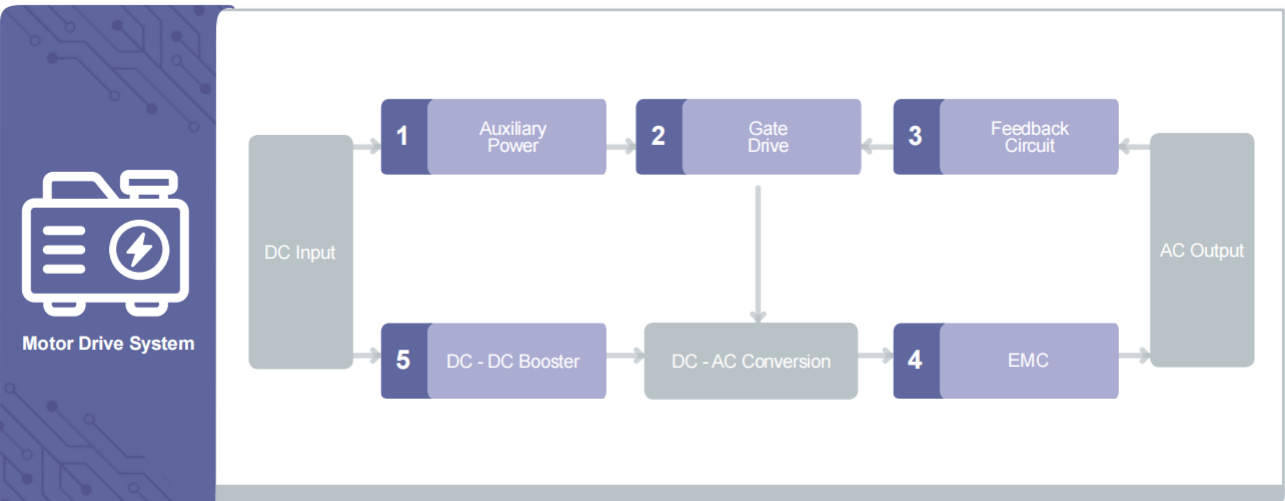 Motor Drive System
DC Input
1
Auxiliary
Power
2
Gate
Drive
3
Feedback
Circuit
AC Output
5
DC - DC Booster
DC - AC Conversion
4
EMC